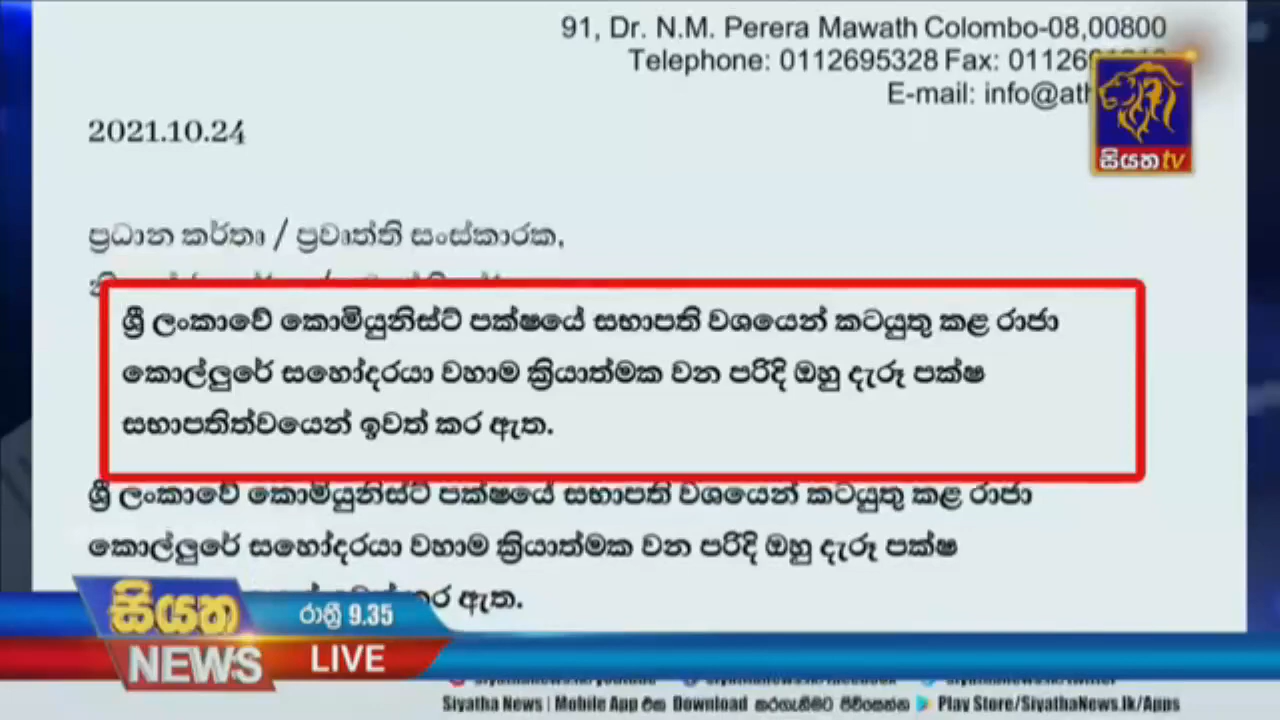 91, Dr. N.M. Perera Mawath Colombo-08,00800
Telephone: 0112695328 Fax:
E-mail:
සියත tv
2021.10.24
ප්‍රධාන කර්තෘ / ප්‍රවෘත්ති සංස්කාරක,
ශ්‍රී ලංකාවේ කොමියුනිස්ට් පක්ෂයේ සභාපති වශයෙන් කටයුතු කළ රාජා
කොල්ලුරේ සහෝදරයා වහාම ක්‍රියාත්මක වන පරිදි ඔහු දැරූ පක්ෂ
සභාපතිත්වයෙන් ඉවත් කර ඇත.
ශ්‍රී ලංකාවේ කොමියුනිස්ට් පක්ෂයේ සභාපති වශයෙන් කටයුතු කළ රාජා
කොල්ලුරේ සහෝදරයා වහාම ක්‍රියාත්මක වන පරිදි ඔහු දැරූ පක්ෂ
ඇත.
සියත
NEWS
රාත්‍රී 9.35
LIVE
Siyatha News | Mobile App එක Download කරගැනීමට පිවිසෙන්න Play Store/SiyathaNews.lk/Apps